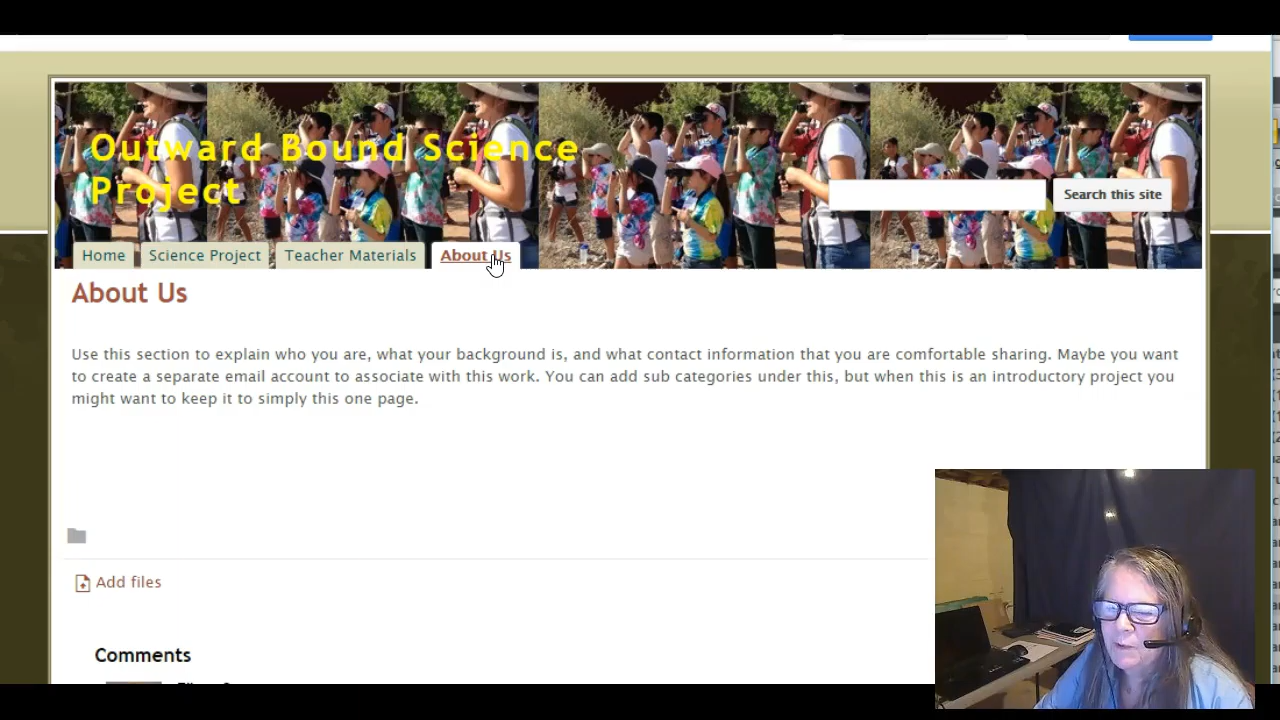 Outward Bound Science
Project
Search this site
Home
Science Project
Teacher Materials
About Us
About Us
Use this section to explain who you are, what your background is, and what contact information that you are comfortable sharing. Maybe you want
to create a separate email account to associate with this work. You can add sub categories under this, but when this is an introductory project you
might want to keep it to simply this one page.
Add files
Comments